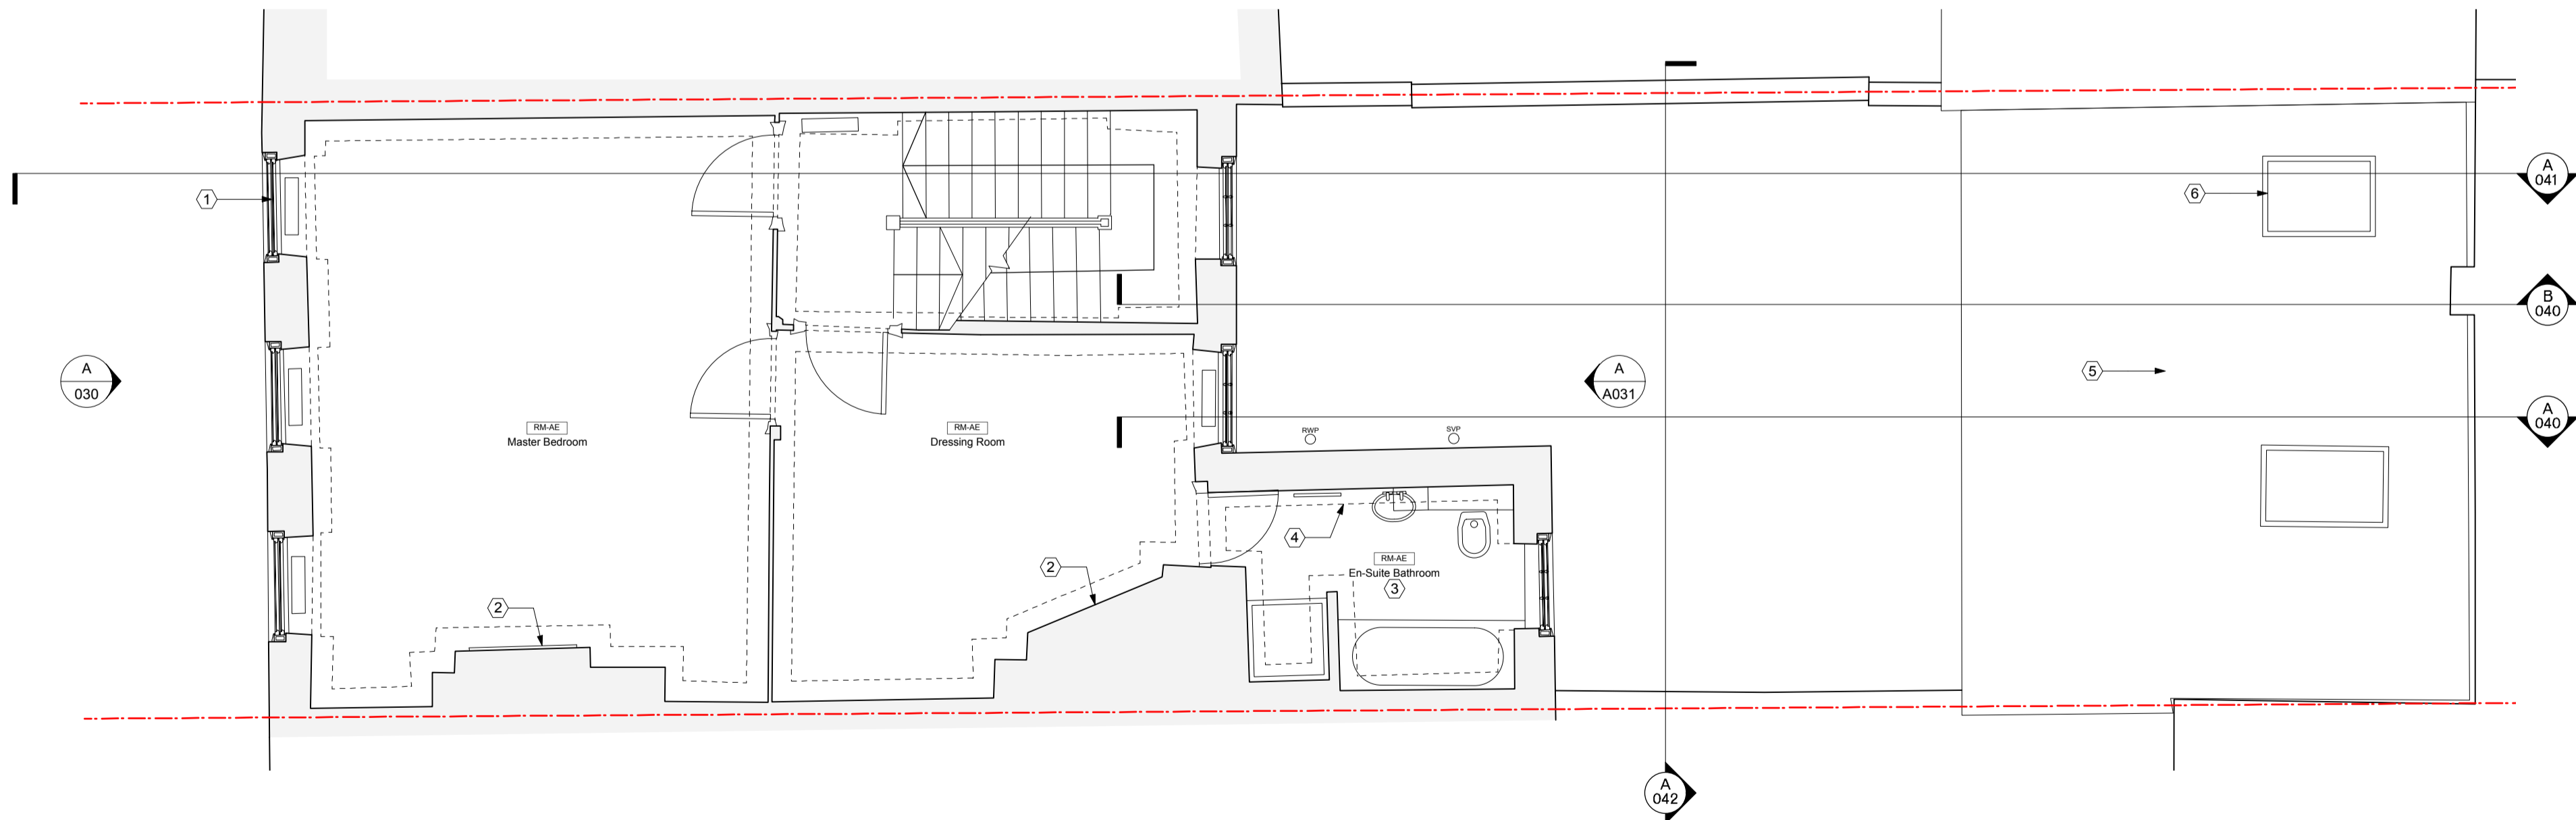 A
041
1
6
B
040
A
030
A
A031
5
A
040
RM-AE
Master Bedroom
RM-AE
Dressing Room
RWP
SVP
4
RM-AE
En-Suite Bathroom
3
2
2
A
042